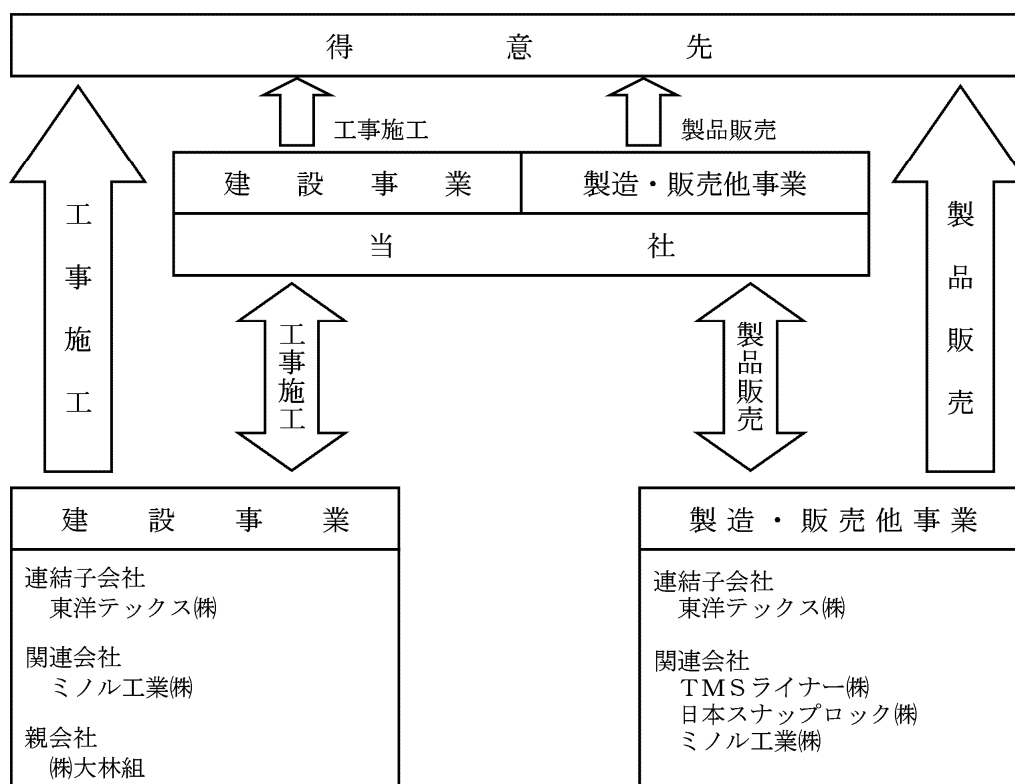 得意先
工事施工
製品販売
建設事業
製造・販売他事業
当社
工事施工
工事施工
製品販売
製品販売
建設事業
連結子会社
東洋テックス㈱
関連会社
ミノル工業㈱
親会社
㈱大林組
製造・販売他事業
連結子会社
東洋テックス㈱
関連会社
ＴＭＳライナー㈱
日本スナップロック㈱
ミノル工業㈱